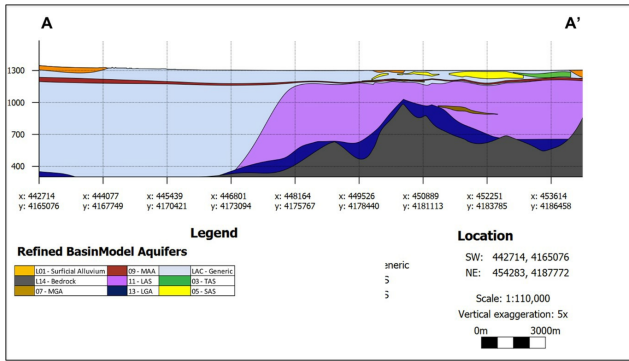 A A'
1300
1000
700
400
x: 442714 x: 444077 x: 445439 x: 446801 x: 448164 x: 449526 x: 450889 x: 452251 x: 453614
y: 4165076 y: 4167749 y: 4170421 y: 4173094 y: 4175767 y: 4178440 y: 4181113 y: 4183785 y: 4186458
Legend
Refined BasinModel Aquifers
L01 - Surficial Alluvium 09 - MAA LAC - Generic
L14 - Bedrock 11 - LAS 03 - TAS
07 - MGA 13 - LGA 05 - SAS
eneric
S
S
Location
SW: 442714, 4165076
NE: 454283, 4187772
Scale: 1:110,000
Vertical exaggeration: 5x
0m 3000m